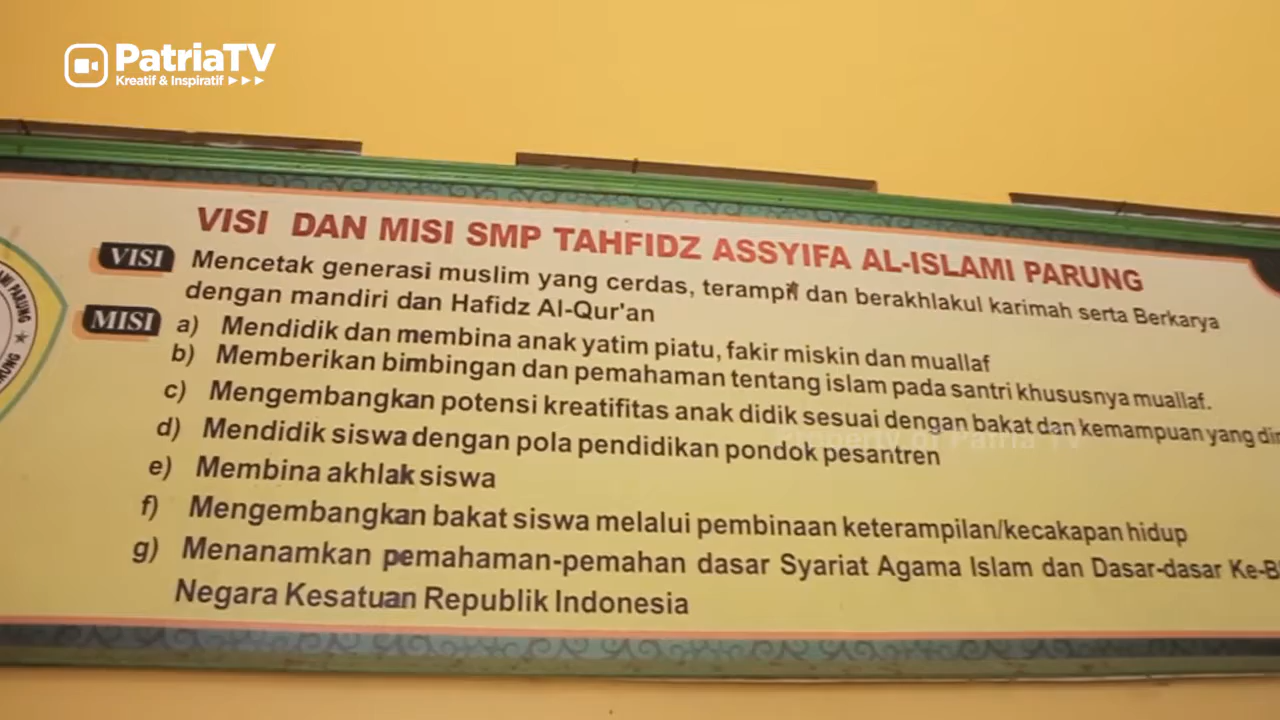 PatriaTV
Kreatif & Inspiratif
VISI DAN MISI SMP TAHFIDZ ASSYIFA AL-ISLAMI PARUNG
VISI Mencetak generasi muslim yang cerdas, terampil dan berakhlakul karimah serta Berkarya
dengan mandiri dan Hafidz Al-Qur'an
MISI a) Mendidik dan membina anak yatim piatu, fakir miskin dan muallaf
b) Memberikan bimbingan dan pemahaman tentang islam pada santri khususnya muallaf.
c) Mengembangkan potensi kreatifitas anak didik sesuai dengan bakat dan kemampuan yang
d) Mendidik siswa dengan pola pendidikan pondok pesantren
e) Membina akhlak siswa
f) Mengembangkan bakat siswa melalui pembinaan keterampilan/kecakapan hidup
g) Menanamkan pemahaman-pemahan dasar Syariat Agama Islam dan Dasar-dasar
Negara Kesatuan Republik Indonesia
Property of Patria TV
PARUNG